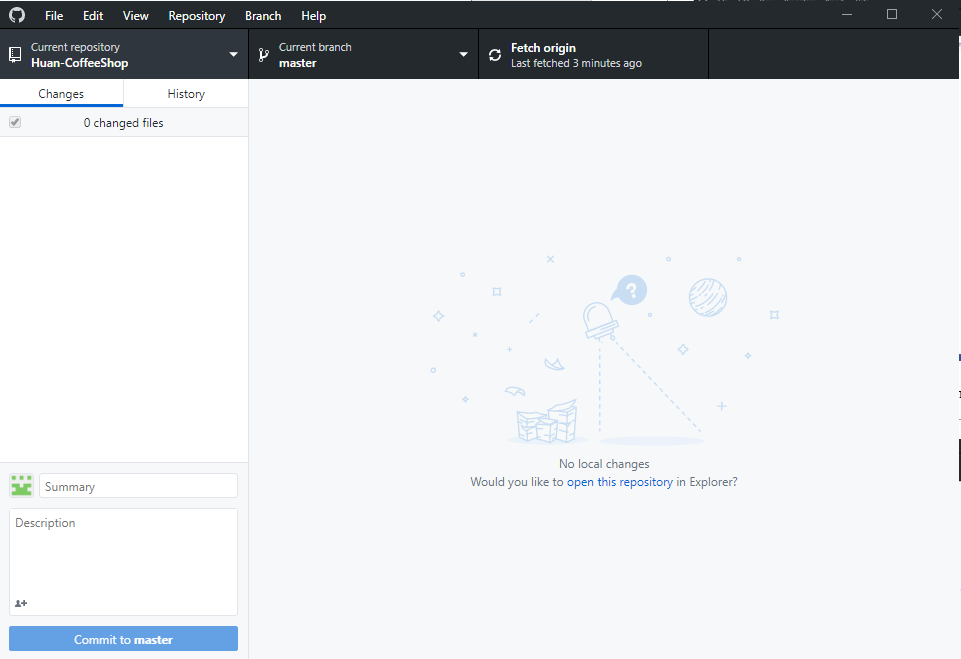 File Edit View Repository Branch Help
Current repository
Huan-CoffeeShop
Current branch
master
Fetch origin
Last fetched 3 minutes ago
Changes History
0 changed files
?
No local changes
Would you like to open this repository in Explorer?
Summary
Description
Commit to master